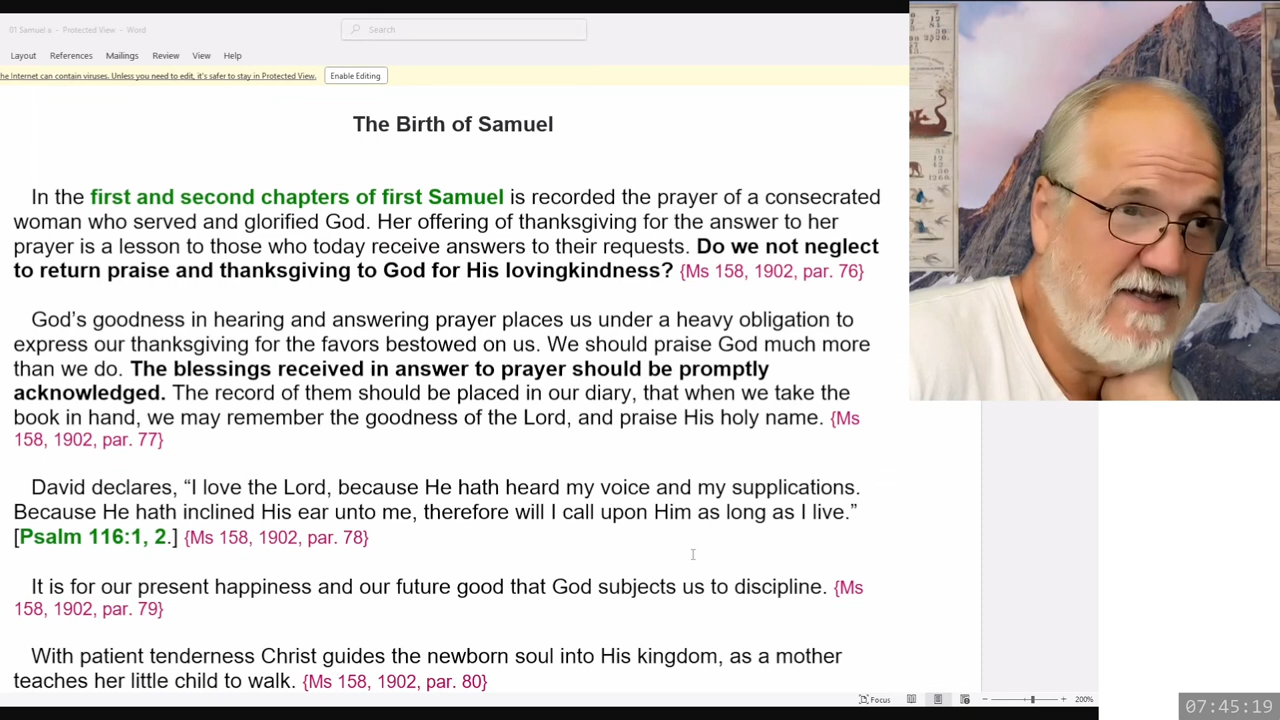 01 Samuel a - Protected View - Word
Search
Layout References Mailings Review View Help
he Internet can contain viruses. Unless you need to edit, it's safer to stay in Protected View.
Enable Editing
The Birth of Samuel
In the first and second chapters of first Samuel is recorded the prayer of a consecrated
woman who served and glorified God. Her offering of thanksgiving for the answer to her
prayer is a lesson to those who today receive answers to their requests. Do we not neglect
to return praise and thanksgiving to God for His lovingkindness? {Ms 158, 1902, par. 76}
God’s goodness in hearing and answering prayer places us under a heavy obligation to
express our thanksgiving for the favors bestowed on us. We should praise God much more
than we do. The blessings received in answer to prayer should be promptly
acknowledged. The record of them should be placed in our diary, that when we take the
book in hand, we may remember the goodness of the Lord, and praise His holy name. {Ms
158, 1902, par. 77}
David declares, “I love the Lord, because He hath heard my voice and my supplications.
Because He hath inclined His ear unto me, therefore will I call upon Him as long as I live.”
[Psalm 116:1, 2.] {Ms 158, 1902, par. 78}
It is for our present happiness and our future good that God subjects us to discipline. {Ms
158, 1902, par. 79}
With patient tenderness Christ guides the newborn soul into His kingdom, as a mother
teaches her little child to walk. {Ms 158, 1902, par. 80}
Focus
200%
07:45:19